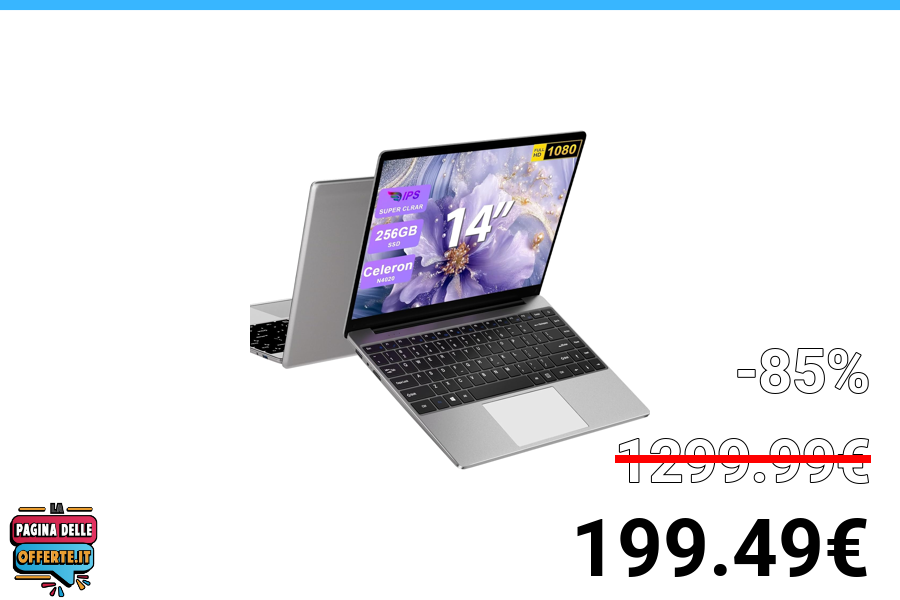 FULL HD 1080
IPS
SUPER CLRAR
14"
256GB
SSD
Celeron
N4020
-85%
1299.99€
199.49€
LA
PAGINA DELLE
OFFERTE.IT